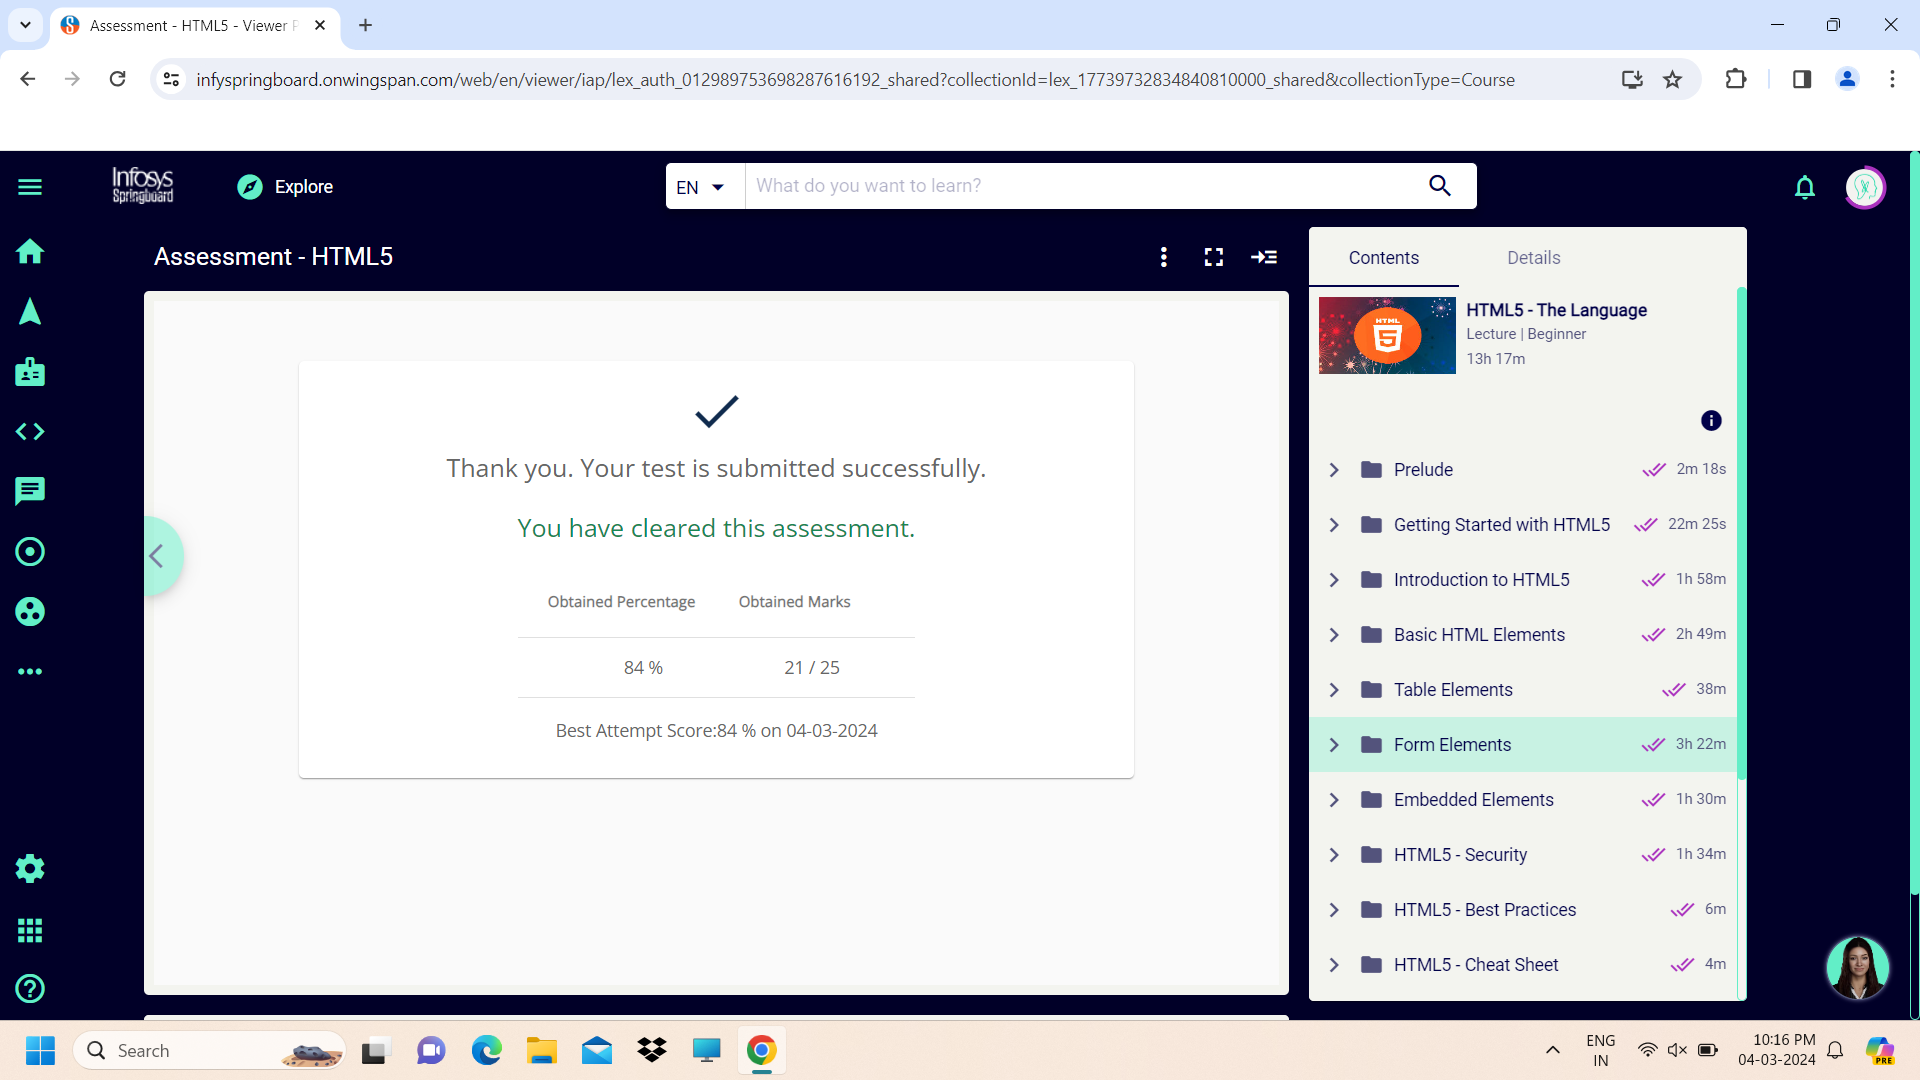 Assessment - HTML5 - Viewer P
infyspringboard.onwingspan.com/web/en/viewer/iap/lex_auth_012989753698287616192_shared?collectionId=lex_17739732834840810000_shared&collectionType=Course
Infosys
Springboard
Explore
EN
What do you want to learn?
Assessment - HTML5
Thank you. Your test is submitted successfully.
You have cleared this assessment.
Obtained Percentage Obtained Marks
84 % 21 / 25
Best Attempt Score:84 % on 04-03-2024
Contents Details
HTML
5
HTML5 - The Language
Lecture | Beginner
13h 17m
Prelude 2m 18s
Getting Started with HTML5 22m 25s
Introduction to HTML5 1h 58m
Basic HTML Elements 2h 49m
Table Elements 38m
Form Elements 3h 22m
Embedded Elements 1h 30m
HTML5 - Security 1h 34m
HTML5 - Best Practices 6m
HTML5 - Cheat Sheet 4m
Search
ENG
IN
10:16 PM
04-03-2024
PRE